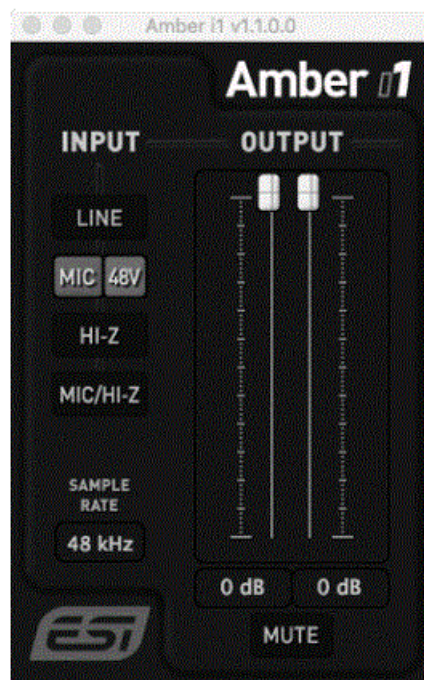 Amber i1 v1.1.0.0
Amber i1
INPUT
OUTPUT
LINE
MIC 48V
HI-Z
MIC/HI-Z
SAMPLE
RATE
48 kHz
0 dB 0 dB
MUTE
ESI